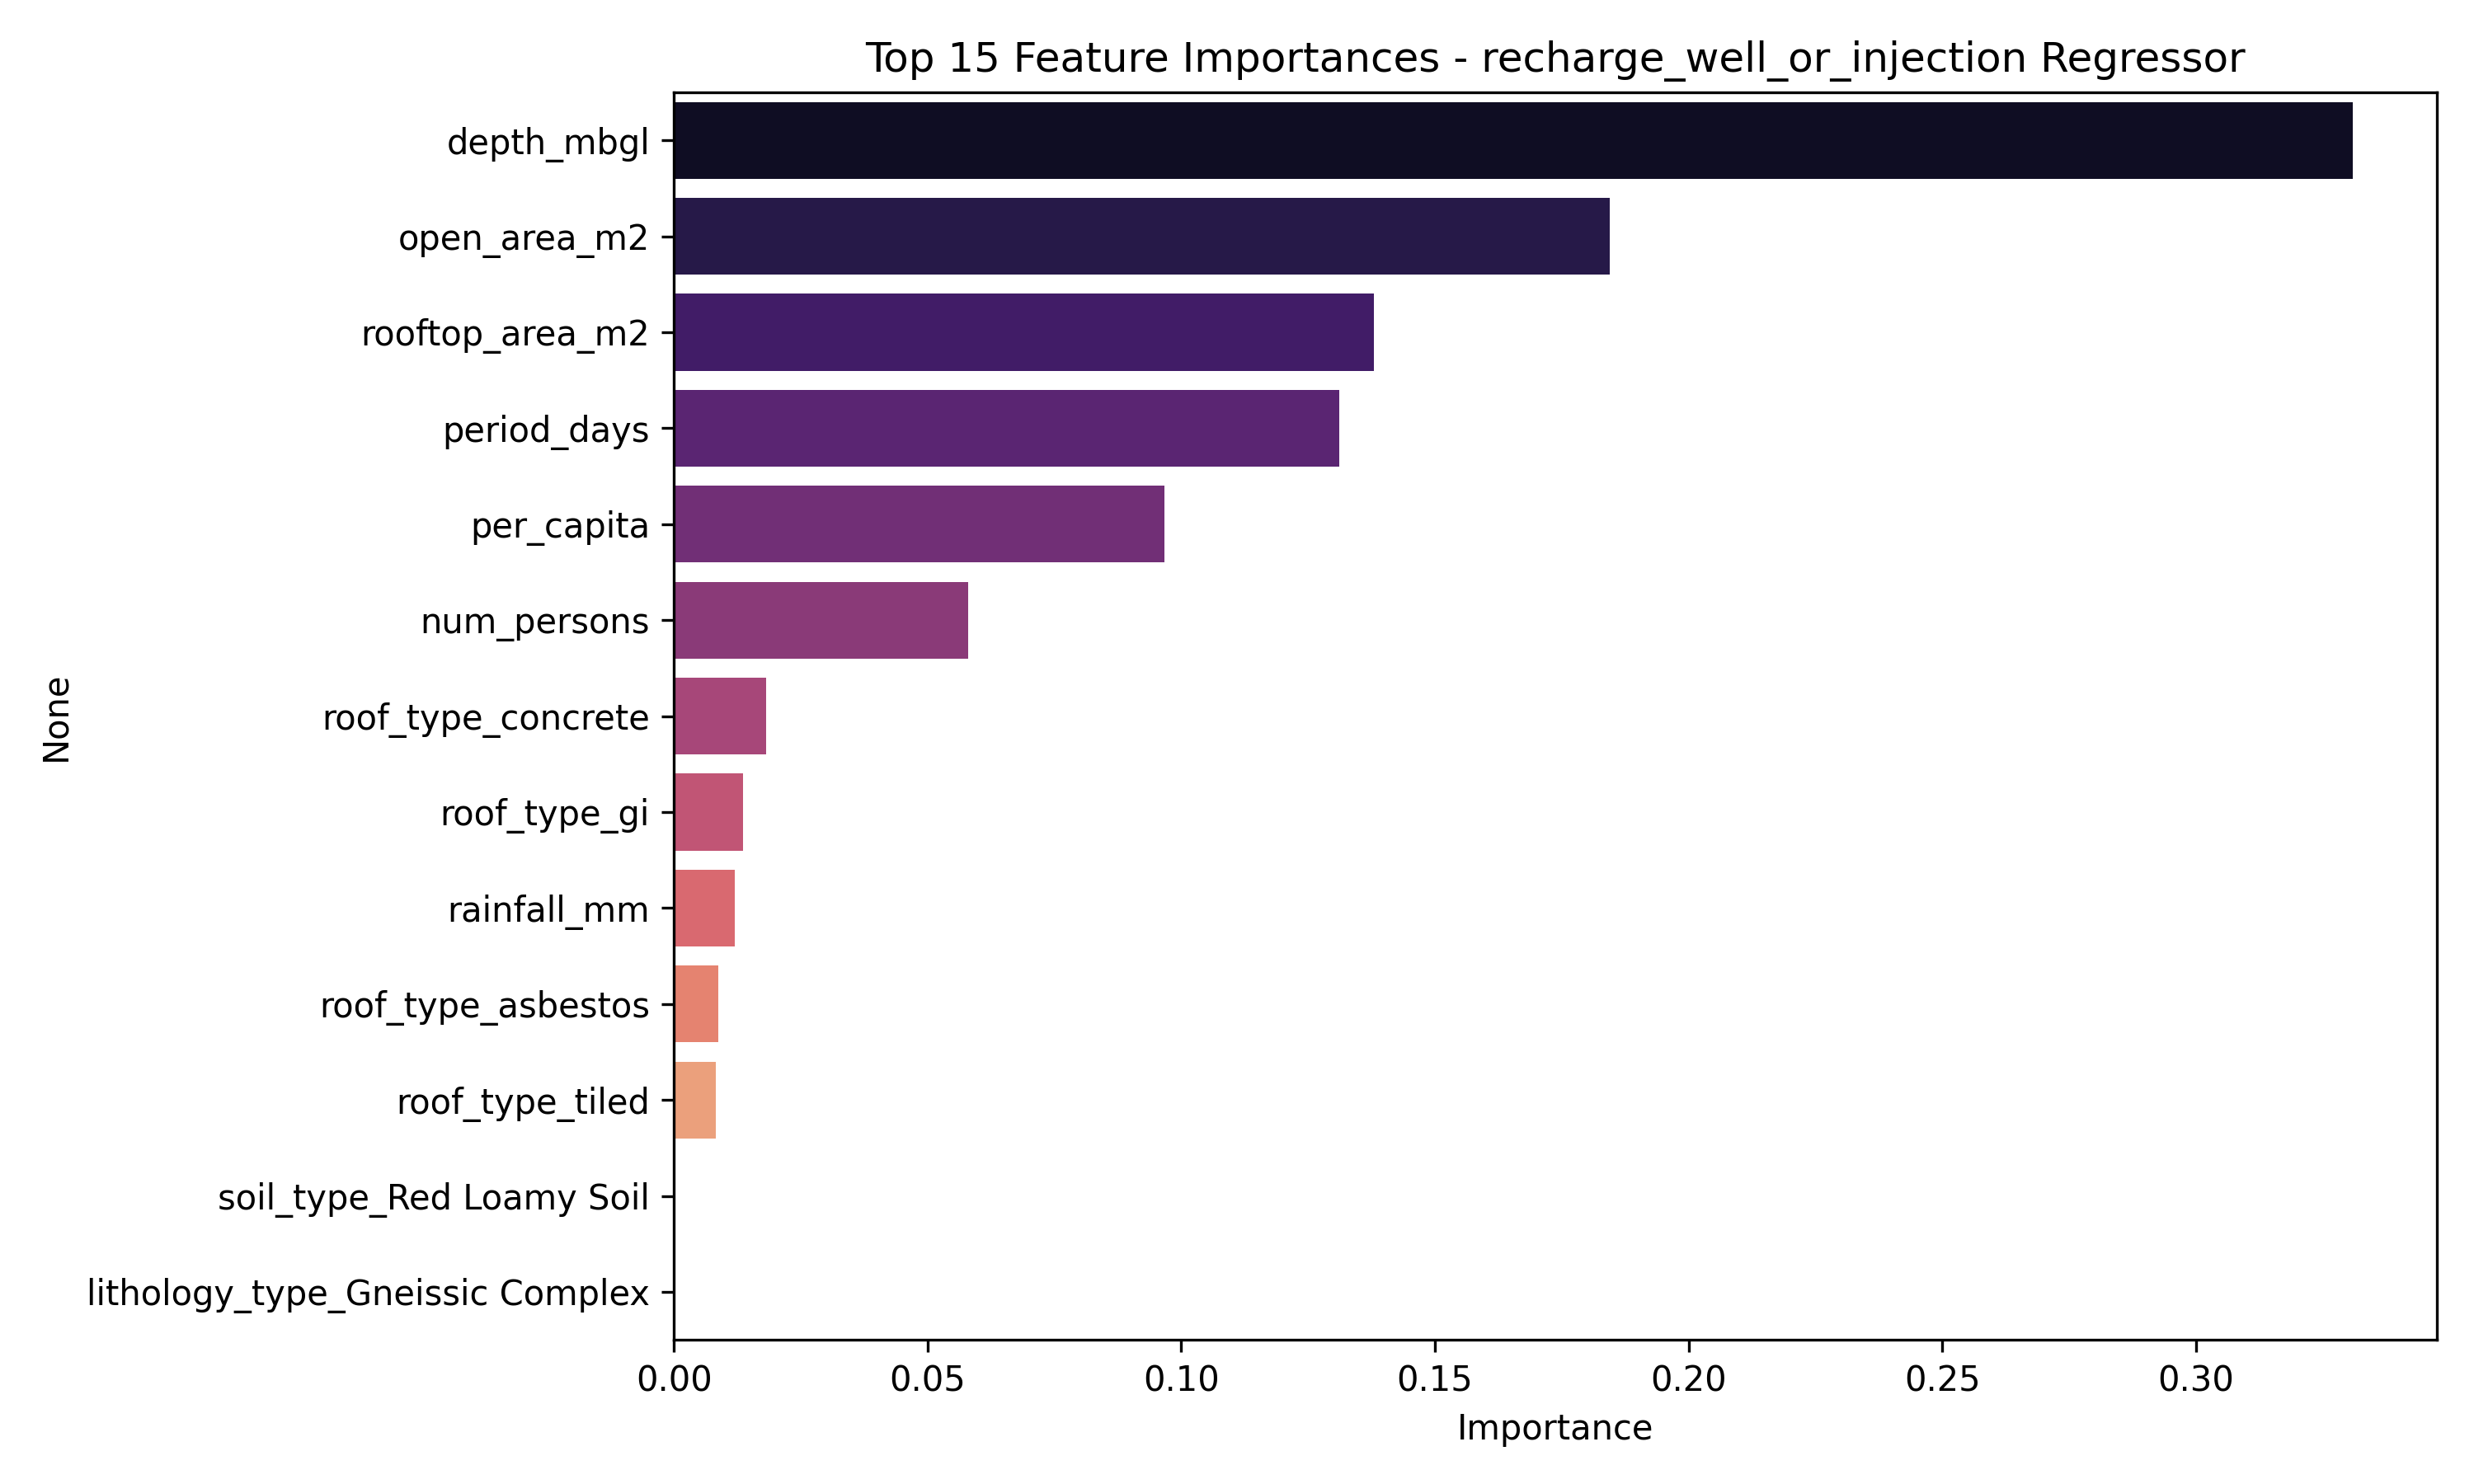 Top 15 Feature Importances - recharge_well_or_injection Regressor
depth_mbgl
open_area_m2
rooftop_area_m2
period_days
per_capita
num_persons
roof_type_concrete
roof_type_gi
rainfall_mm
roof_type_asbestos
roof_type_tiled
soil_type_Red Loamy Soil
lithology_type_Gneissic Complex
None
0.00 0.05 0.10 0.15 0.20 0.25 0.30
Importance